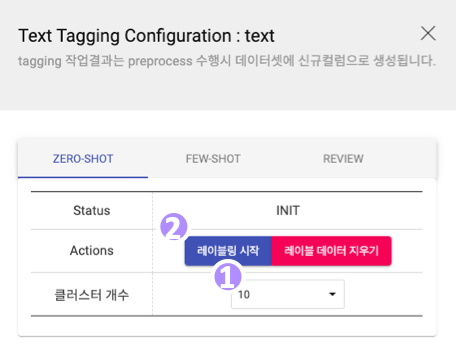 Text Tagging Configuration : text
tagging 작업결과는 preprocess 수행시 데이터셋에 신규컬럼으로 생성됩니다.
ZERO-SHOT FEW-SHOT REVIEW
Status INIT
2
Actions 레이블링 시작 레이블 데이터 지우기
1
클러스터 개수 10